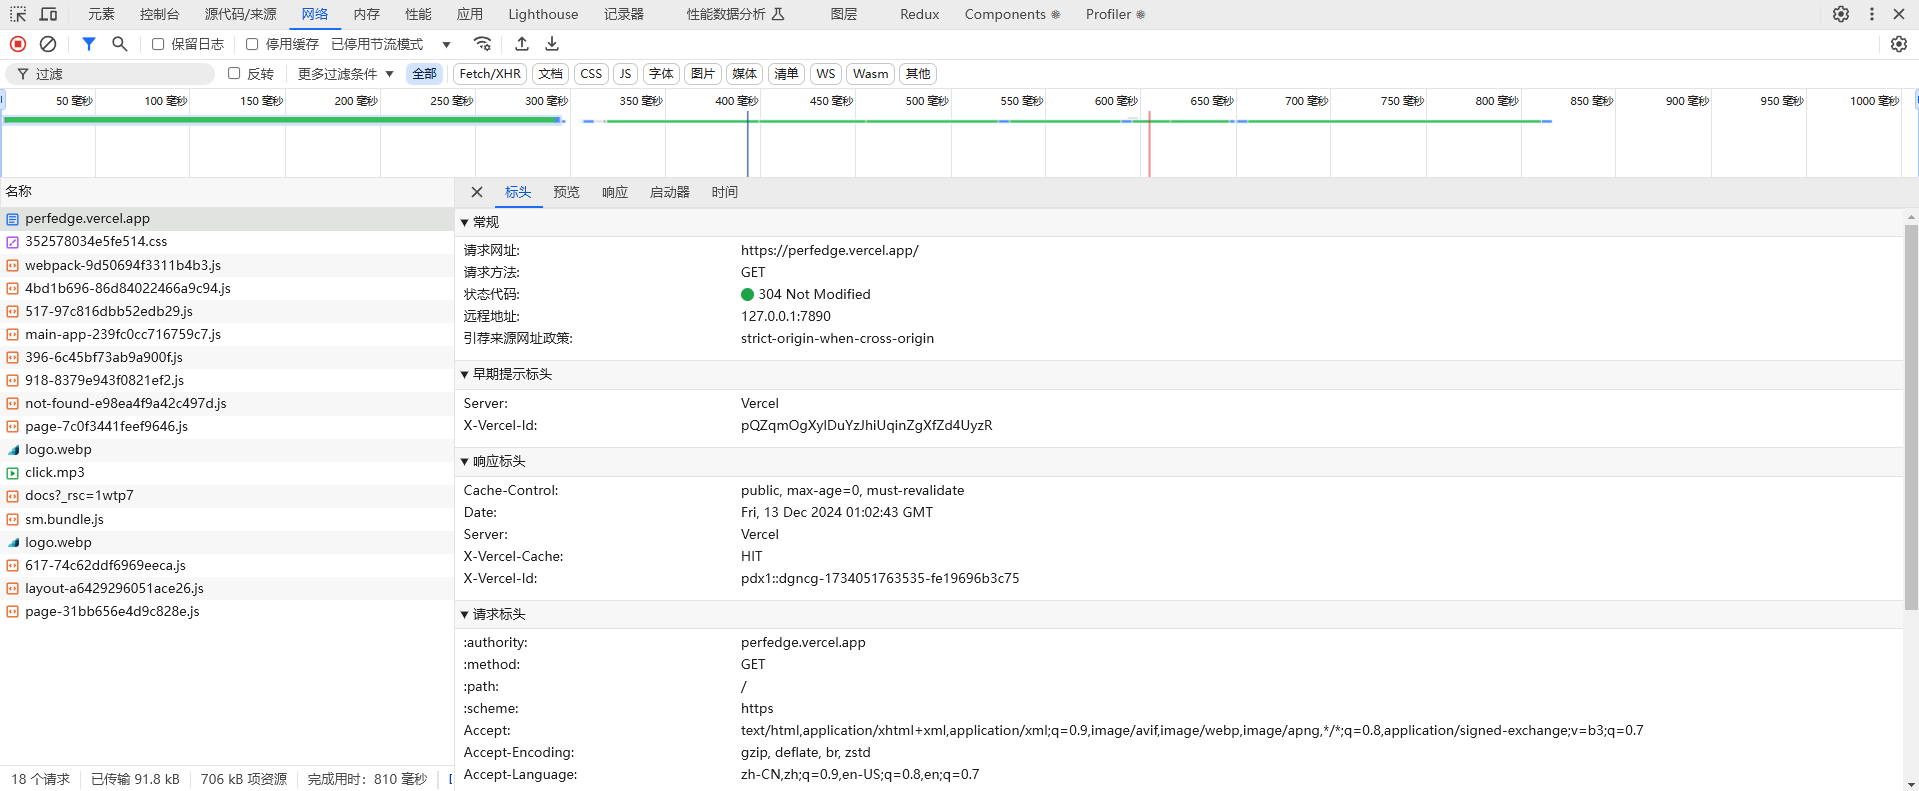 元素 控制台 源代码/来源 网络 内存 性能 应用 Lighthouse 记录器 性能数据分析 图层 Redux Components Profiler
保留日志 停用缓存 已停用节流模式
过滤 反转 更多过滤条件 全部 Fetch/XHR 文档 CSS JS 字体 图片 媒体 清单 WS Wasm 其他
50 毫秒 100 毫秒 150 毫秒 200 毫秒 250 毫秒 300 毫秒 350 毫秒 400 毫秒 450 毫秒 500 毫秒 550 毫秒 600 毫秒 650 毫秒 700 毫秒 750 毫秒 800 毫秒 850 毫秒 900 毫秒 950 毫秒 1000 毫秒
名称
perfedge.vercel.app
352578034e5fe514.css
webpack-9d50694f3311b4b3.js
4bd1b696-86d84022466a9c94.js
517-97c816dbb52edb29.js
main-app-239fc0cc716759c7.js
396-6c45bf73ab9a900f.js
918-8379e943f0821ef2.js
not-found-e98ea4f9a42c497d.js
page-7c0f3441feef9646.js
logo.webp
click.mp3
docs?_rsc=1wtp7
sm.bundle.js
logo.webp
617-74c62ddf6969eeca.js
layout-a6429296051ace26.js
page-31bb656e4d9c828e.js
18 个请求 已传输 91.8 kB 706 kB 项资源 完成用时：810 毫秒
标头 预览 响应 启动器 时间
常规
请求网址: https://perfedge.vercel.app/
请求方法: GET
状态代码: 304 Not Modified
远程地址: 127.0.0.1:7890
引荐来源网址政策: strict-origin-when-cross-origin
早期提示标头
Server: Vercel
X-Vercel-Id: pQZqmOgXylDuYzJhiUqinZgXfZd4UyzR
响应标头
Cache-Control: public, max-age=0, must-revalidate
Date: Fri, 13 Dec 2024 01:02:43 GMT
Server: Vercel
X-Vercel-Cache: HIT
X-Vercel-Id: pdx1::dgncg-1734051763535-fe19696b3c75
请求标头
:authority: perfedge.vercel.app
:method: GET
:path: /
:scheme: https
Accept: text/html,application/xhtml+xml,application/xml;q=0.9,image/avif,image/webp,image/apng,*/*;q=0.8,application/signed-exchange;v=b3;q=0.7
Accept-Encoding: gzip, deflate, br, zstd
Accept-Language: zh-CN,zh;q=0.9,en-US;q=0.8,en;q=0.7